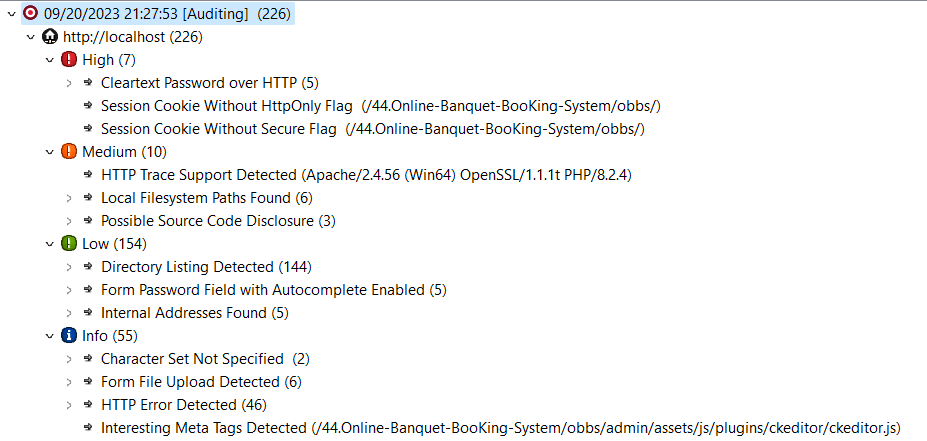 09/20/2023 21:27:53 [Auditing] (226)
http://localhost (226)
High (7)
Cleartext Password over HTTP (5)
Session Cookie Without HttpOnly Flag (/44.Online-Banquet-BooKing-System/obbs/)
Session Cookie Without Secure Flag (/44.Online-Banquet-BooKing-System/obbs/)
Medium (10)
HTTP Trace Support Detected (Apache/2.4.56 (Win64) OpenSSL/1.1.1t PHP/8.2.4)
Local Filesystem Paths Found (6)
Possible Source Code Disclosure (3)
Low (154)
Directory Listing Detected (144)
Form Password Field with Autocomplete Enabled (5)
Internal Addresses Found (5)
Info (55)
Character Set Not Specified (2)
Form File Upload Detected (6)
HTTP Error Detected (46)
Interesting Meta Tags Detected (/44.Online-Banquet-BooKing-System/obbs/admin/assets/js/plugins/ckeditor/ckeditor.js)